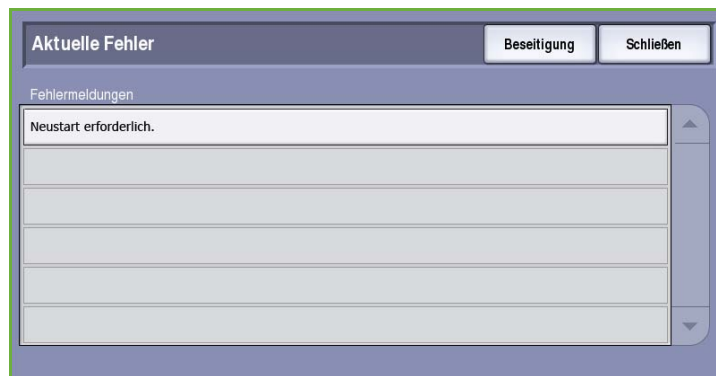 Aktuelle Fehler
Beseitigung
Schließen
Fehlermeldungen
Neustart erforderlich.